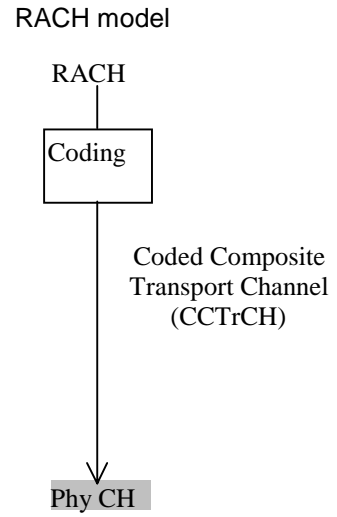 RACH model
RACH
Coding
Coded Composite
Transport Channel
(CCTrCH)
Phy CH